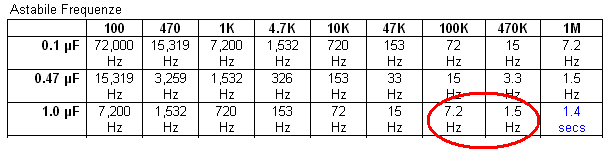 Astabile Frequenze
100 470 1K 4.7K 10K 47K 100K 470K 1M
0.1 µF 72,000 Hz 15,319 Hz 7,200 Hz 1,532 Hz 720 Hz 153 Hz 72 Hz 15 Hz 7.2 Hz
0.47 µF 15,319 Hz 3,259 Hz 1,532 Hz 326 Hz 153 Hz 33 Hz 15 Hz 3.3 Hz 1.5 Hz
1.0 µF 7,200 Hz 1,532 Hz 720 Hz 153 Hz 72 Hz 15 Hz 7.2 Hz 1.5 Hz 1.4 secs